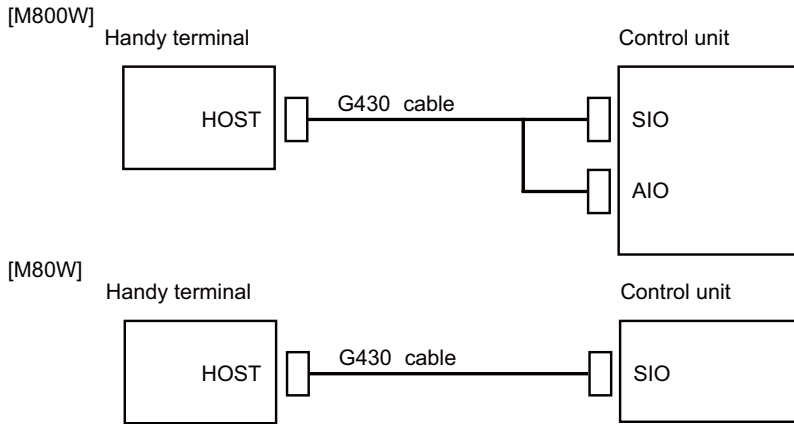 [M800W]
Handy terminal
Control unit
G430 cable
HOST
SIO
AIO
[M80W]
Handy terminal
Control unit
G430 cable
HOST
SIO